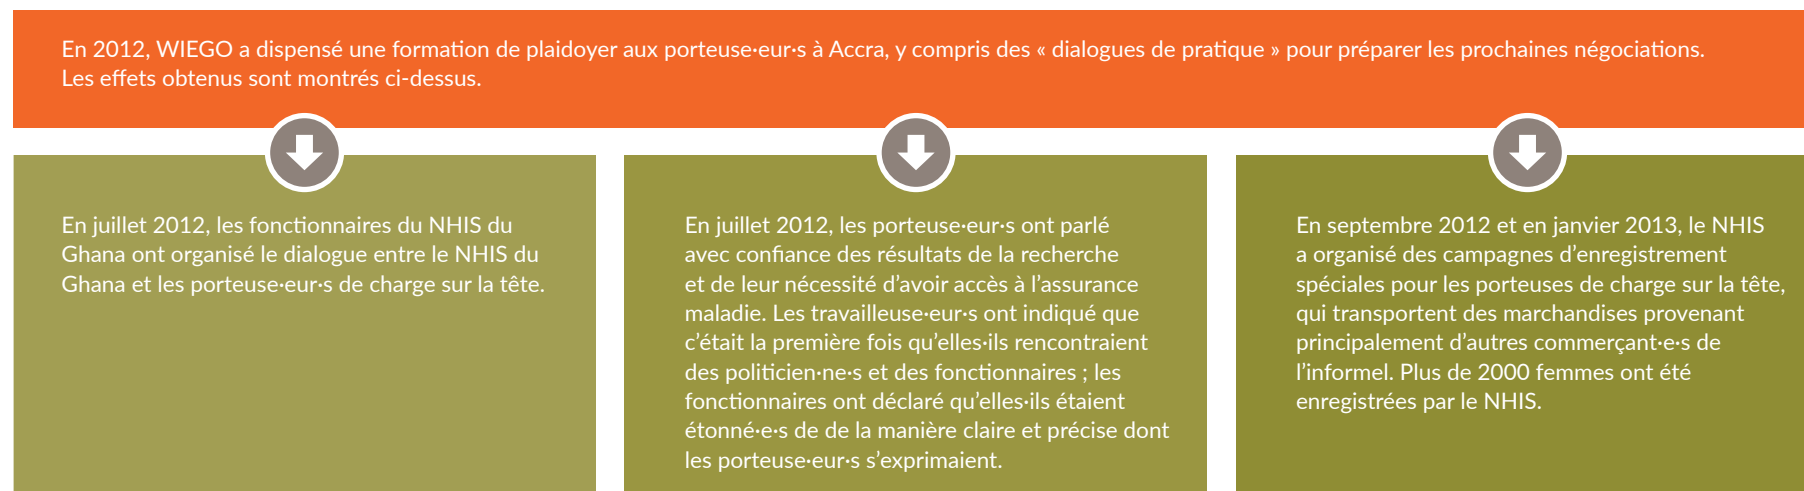 En 2012, WIEGO a dispensé une formation de plaidoyer aux porteuse·eur·s à Accra, y compris des « dialogues de pratique » pour préparer les prochaines négociations.
Les effets obtenus sont montrés ci-dessus.
En juillet 2012, les fonctionnaires du NHIS du
Ghana ont organisé le dialogue entre le NHIS du
Ghana et les porteuse·eur·s de charge sur la tête.
En juillet 2012, les porteuse·eur·s ont parlé
avec confiance des résultats de la recherche
et de leur nécessité d’avoir accès à l’assurance
maladie. Les travailleuse·eur·s ont indiqué que
c’était la première fois qu’elles·ils rencontraient
des politicien·ne·s et des fonctionnaires ; les
fonctionnaires ont déclaré qu’elles·ils étaient
étonné·e·s de de la manière claire et précise dont
les porteuse·eur·s s’exprimaient.
En septembre 2012 et en janvier 2013, le NHIS
a organisé des campagnes d’enregistrement
spéciales pour les porteuses de charge sur la tête,
qui transportent des marchandises provenant
principalement d’autres commerçant·e·s de
l’informel. Plus de 2000 femmes ont été
enregistrées par le NHIS.